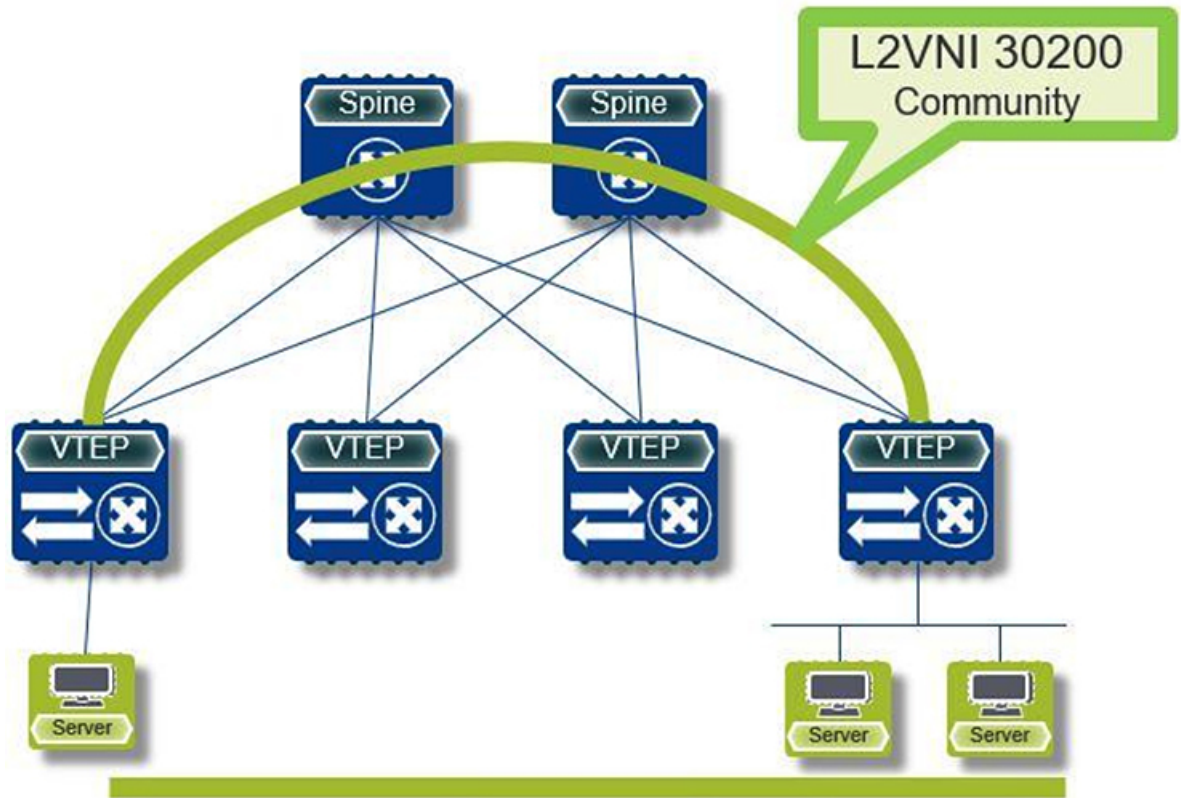 L2VNI 30200
Community
Spine
Spine
VTEP
VTEP
VTEP
VTEP
Server
Server
Server